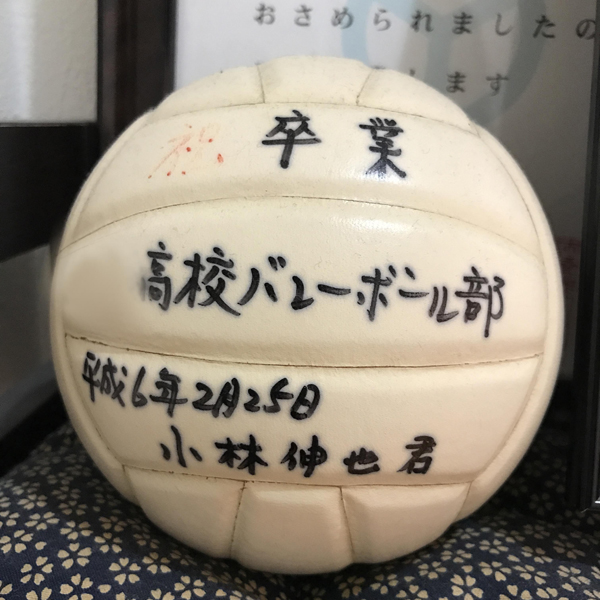 おさめられましたの
ます
祝 卒業
高校バレーボール部
平成6年2月25日
小林伸也君